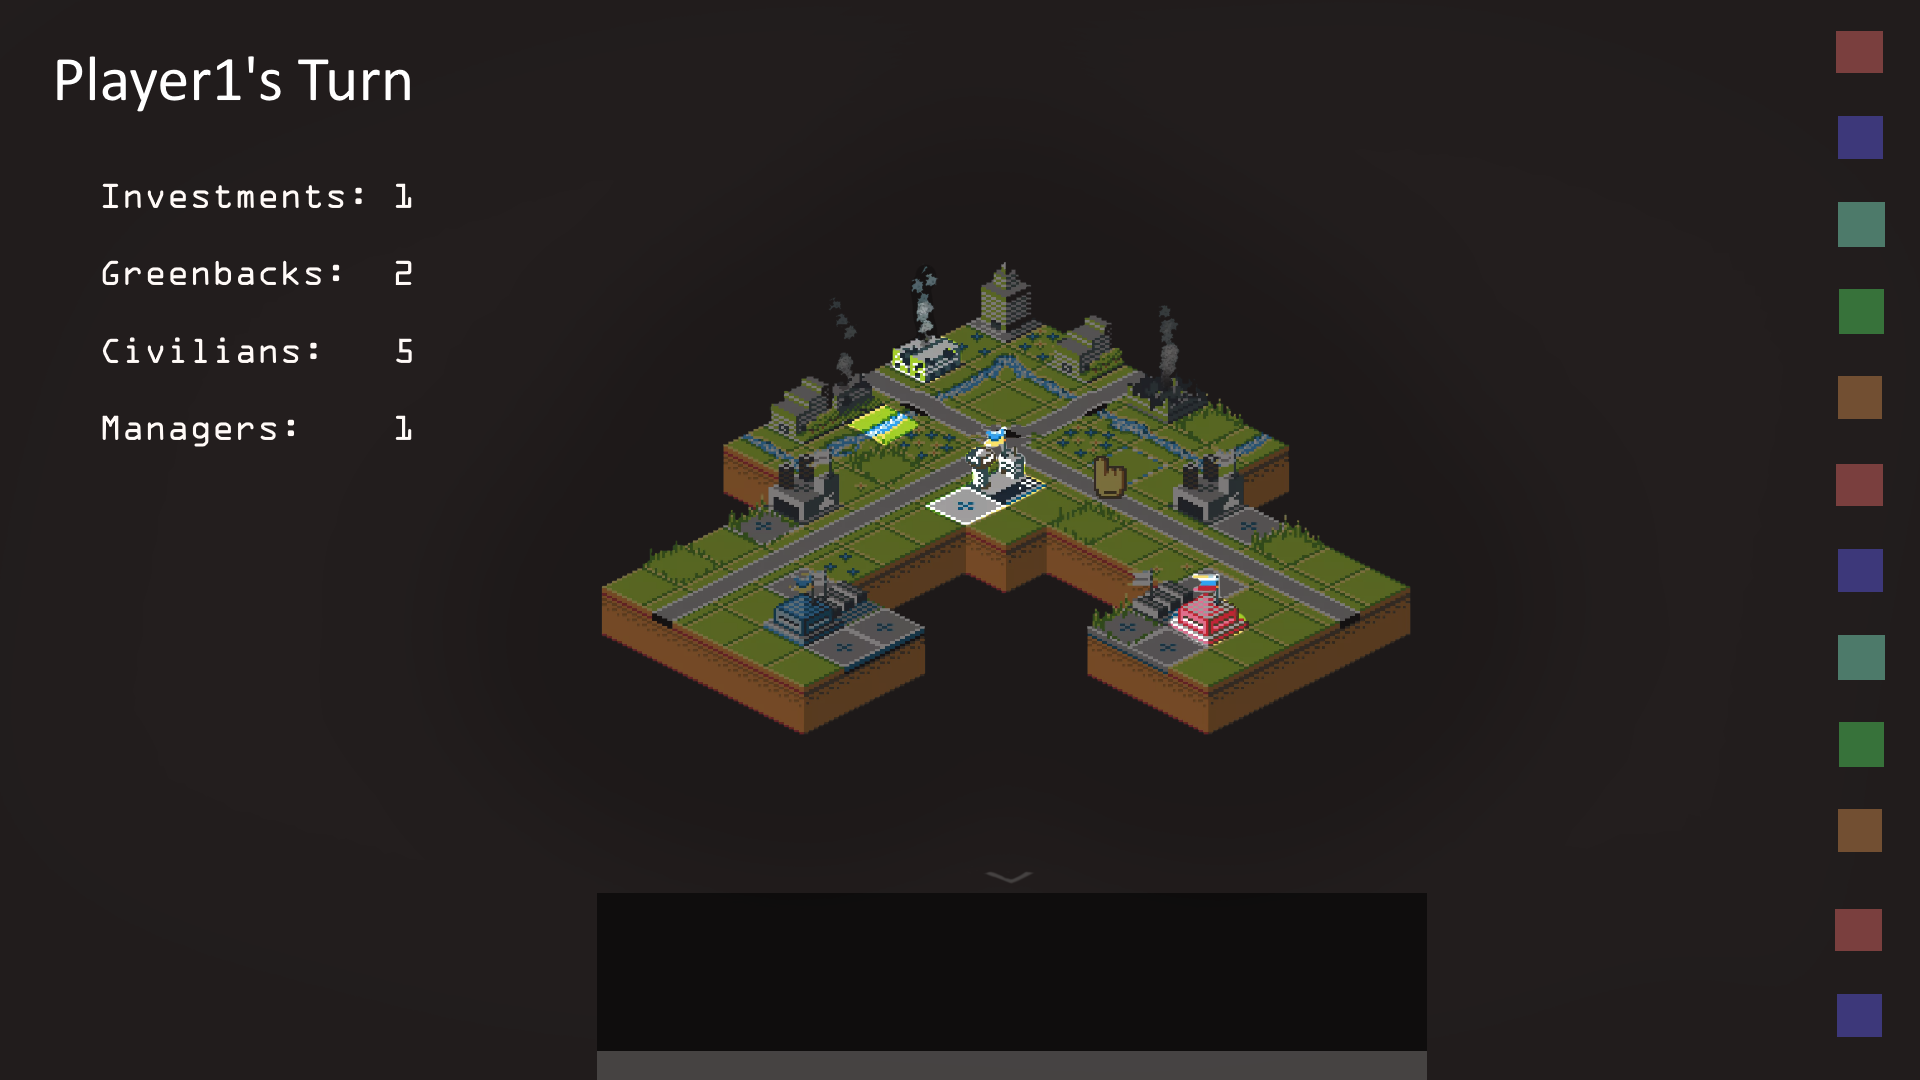 Player1's Turn
Investments: 1
Greenbacks: 2
Civilians: 5
Managers: 1